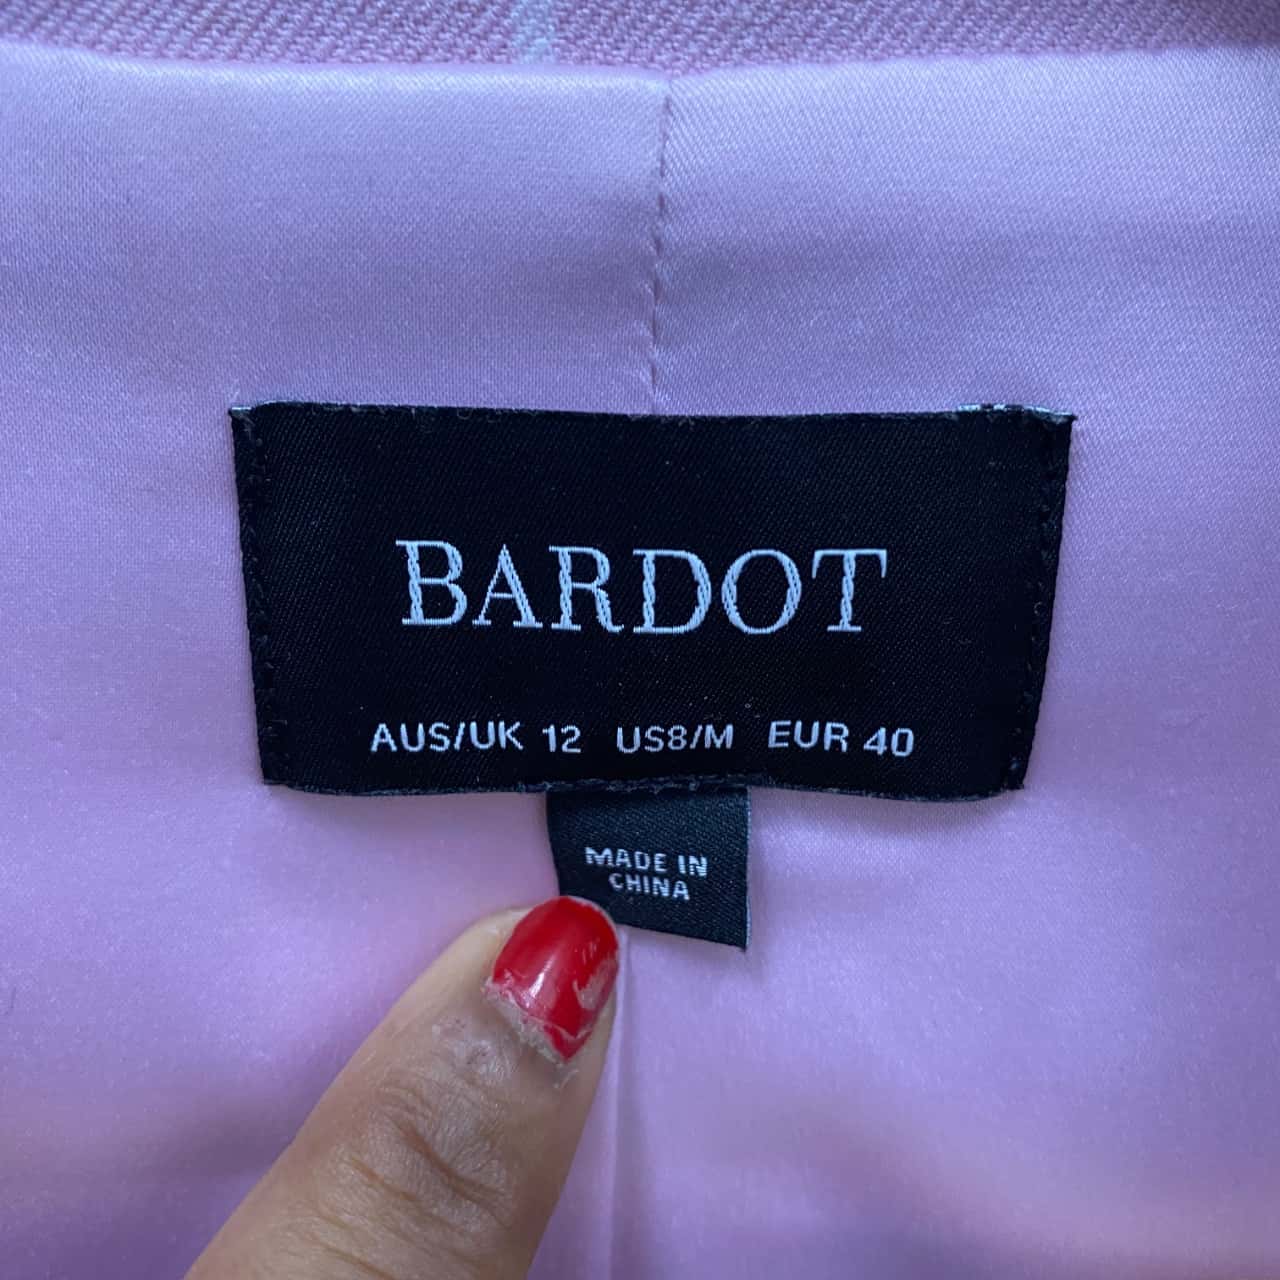 BARDOT
AUS/UK 12 US8/M EUR 40
MADE IN
CHINA